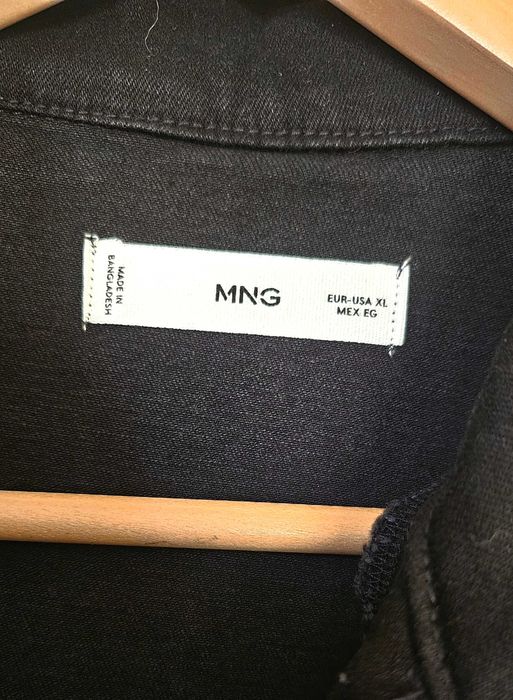 MADE IN
BANGLADESH
MNG
EUR-USA XL
MEX EG